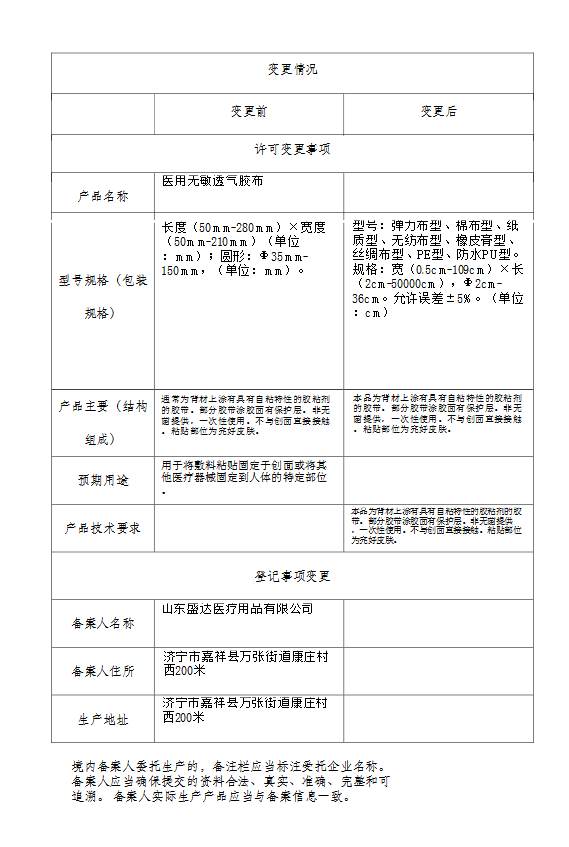 变更情况
变更前
变更后
许可变更事项
产品名称
医用无敏透气胶布
型号规格（包装
规格）
长度（50mm-280mm）×宽度
（50mm-210mm）（单位
：mm）；圆形：Φ35mm-
150mm，（单位：mm）。
型号：弹力布型、棉布型、纸
质型、无纺布型、橡皮膏型、
丝绸布型、PE型、防水PU型。
规格：宽（0.5cm-109cm）×长
（2cm-50000cm），Φ2cm-
36cm。允许误差±5%。（单位
：cm）
产品主要（结构
组成）
通常为背材上涂有具有自粘特性的胶粘剂
的胶带。部分胶带涂胶面有保护层。非无
菌提供，一次性使用。不与创面直接接触
。粘贴部位为完好皮肤。
本品为背材上涂有具有自粘特性的胶粘剂
的胶带。部分胶带涂胶面有保护层。非无
菌提供，一次性使用。不与创面直接接触
。粘贴部位为完好皮肤。
预期用途
用于将敷料粘贴固定于创面或将其
他医疗器械固定到人体的特定部位
。
产品技术要求
本品为背材上涂有具有自粘特性的胶粘剂的胶
带。部分胶带涂胶面有保护层。非无菌提供
，一次性使用。不与创面直接接触。粘贴部位
为完好皮肤。
登记事项变更
备案人名称
山东盛达医疗用品有限公司
备案人住所
济宁市嘉祥县万张街道康庄村
西200米
生产地址
济宁市嘉祥县万张街道康庄村
西200米
境内备案人委托生产的，备注栏应当标注受托企业名称。
备案人应当确保提交的资料合法、真实、准确、完整和可
追溯。备案人实际生产产品应当与备案信息一致。